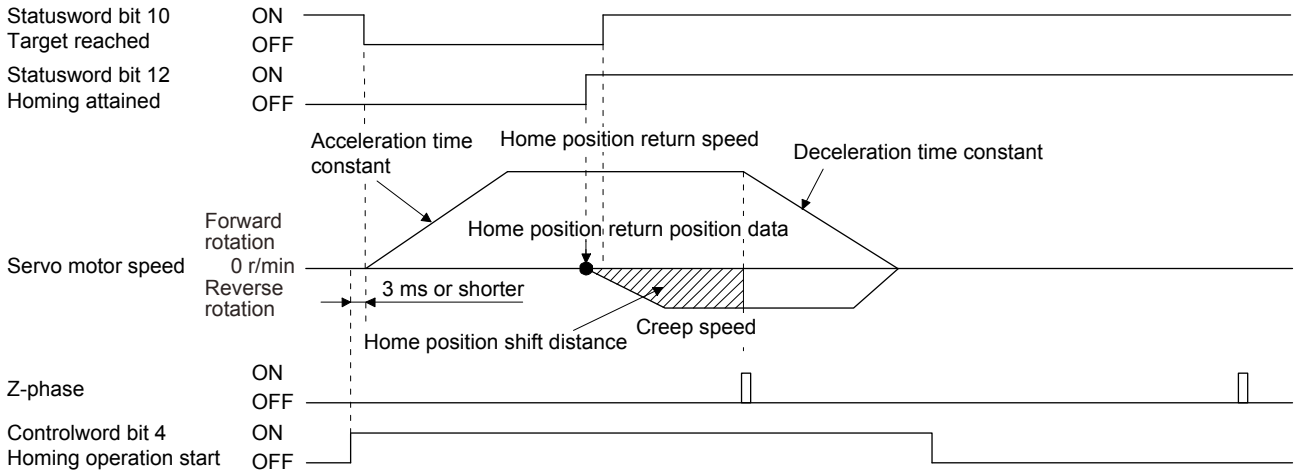 Statusword bit 10
Target reached
ON
OFF
Statusword bit 12
Homing attained
ON
OFF
Acceleration time
constant
Home position return speed
Deceleration time constant
Forward
rotation
Home position return position data
Servo motor speed
0 r/min
Reverse
rotation
3 ms or shorter
Creep speed
Home position shift distance
Z-phase
ON
OFF
Controlword bit 4
Homing operation start
ON
OFF